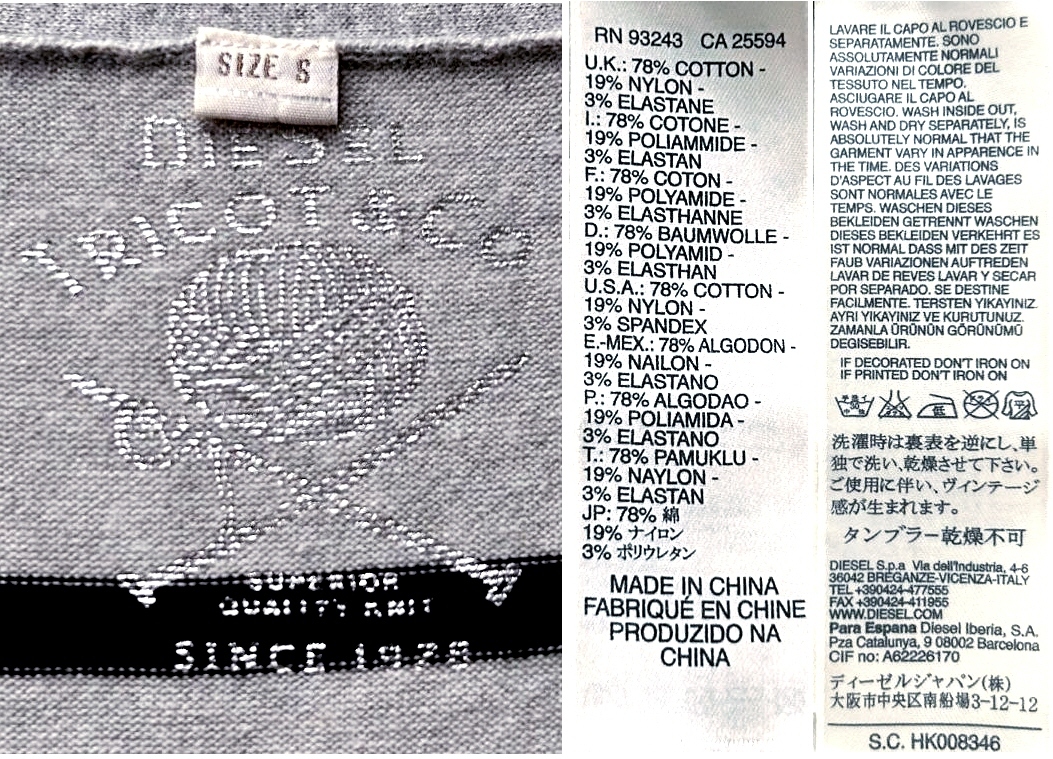 SIZE S
DIESEL
TRICOT & CO
SUPERIOR
QUALITY KNIT
SINCE 1978
RN 93243 CA 25594
U.K.: 78% COTTON -
19% NYLON -
3% ELASTANE
I.: 78% COTONE -
19% POLIAMMIDE -
3% ELASTAN
F.: 78% COTON -
19% POLYAMIDE -
3% ELASTHANNE
D.: 78% BAUMWOLLE -
19% POLYAMID -
3% ELASTHAN
U.S.A.: 78% COTTON -
19% NYLON -
3% SPANDEX
E.-MEX.: 78% ALGODON -
19% NAILON -
3% ELASTANO
P.: 78% ALGODAO -
19% POLIAMIDA -
3% ELASTANO
T.: 78% PAMUKLU -
19% NAYLON -
3% ELASTAN
JP: 78% 綿
19% ナイロン
3% ポリウレタン
MADE IN CHINA
FABRIQUÉ EN CHINE
PRODUZIDO NA
CHINA
LAVARE IL CAPO AL ROVESCIO E
SEPARATAMENTE. SONO
ASSOLUTAMENTE NORMALI
VARIAZIONI DI COLORE DEL
TESSUTO NEL TEMPO.
ASCIUGARE IL CAPO AL
ROVESCIO. WASH INSIDE OUT,
WASH AND DRY SEPARATELY, IS
ABSOLUTELY NORMAL THAT THE
GARMENT VARY IN APPARENCE IN
THE TIME. DES VARIATIONS
D'ASPECT AU FIL DES LAVAGES
SONT NORMALES AVEC LE
TEMPS. WASCHEN DIESES
BEKLEIDEN GETRENNT WASCHEN
DIESES BEKLEIDEN VERKEHRT ES
IST NORMAL DASS MIT DES ZEIT
FAUB VARIAZIONEN AUFTREDEN
LAVAR DE REVES LAVAR Y SECAR
POR SEPARADO. SE DESTINE
FACILMENTE. TERSTEN YIKAYINIZ.
AYRI YIKAYINIZ VE KURUTUNUZ.
ZAMANLA ÜRÜNÜN GÖRÜNÜMÜ
DEGISEBILIR.
IF DECORATED DON'T IRON ON
IF PRINTED DON'T IRON ON
洗濯時は裏表を逆にし、単
独で洗い、乾燥させて下さい。
ご使用に伴い、ヴィンテージ
感が生まれます。
タンブラー乾燥不可
DIESEL S.p.a Via dell'Industria, 4-6
36042 BREGANZE-VICENZA-ITALY
TEL +390424-477555
FAX +390424-411955
WWW.DIESEL.COM
Para Espana Diesel Iberia, S.A.
Pza Catalunya, 9 08002 Barcelona
CIF no: A62226170
ディーゼルジャパン(株)
大阪市中央区南船場3-12-12
S.C. HK008346